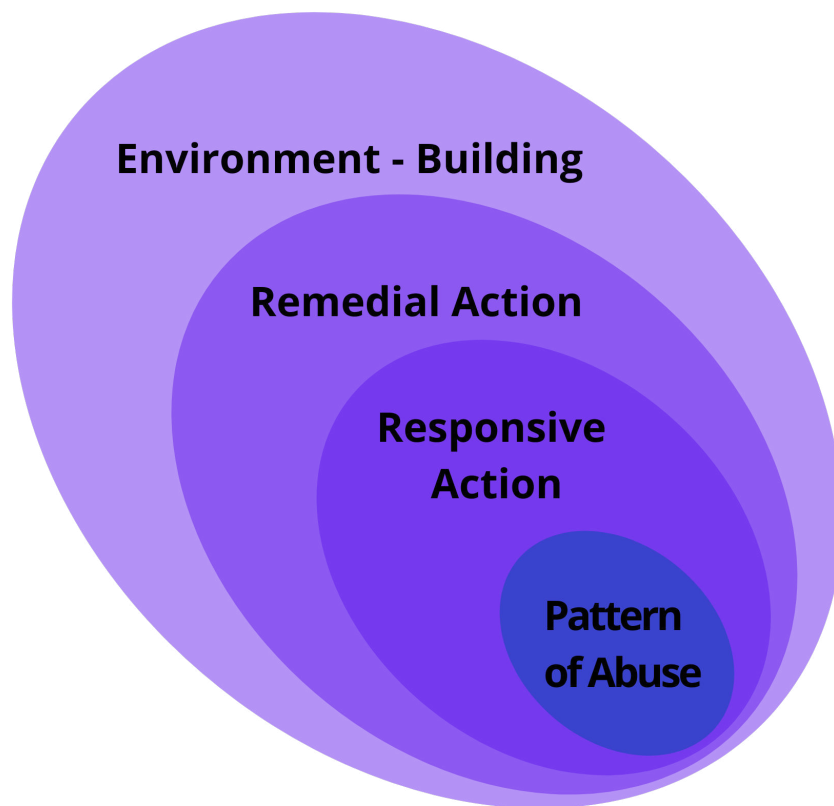 Environment - Building
Remedial Action
Responsive
Action
Pattern
of Abuse